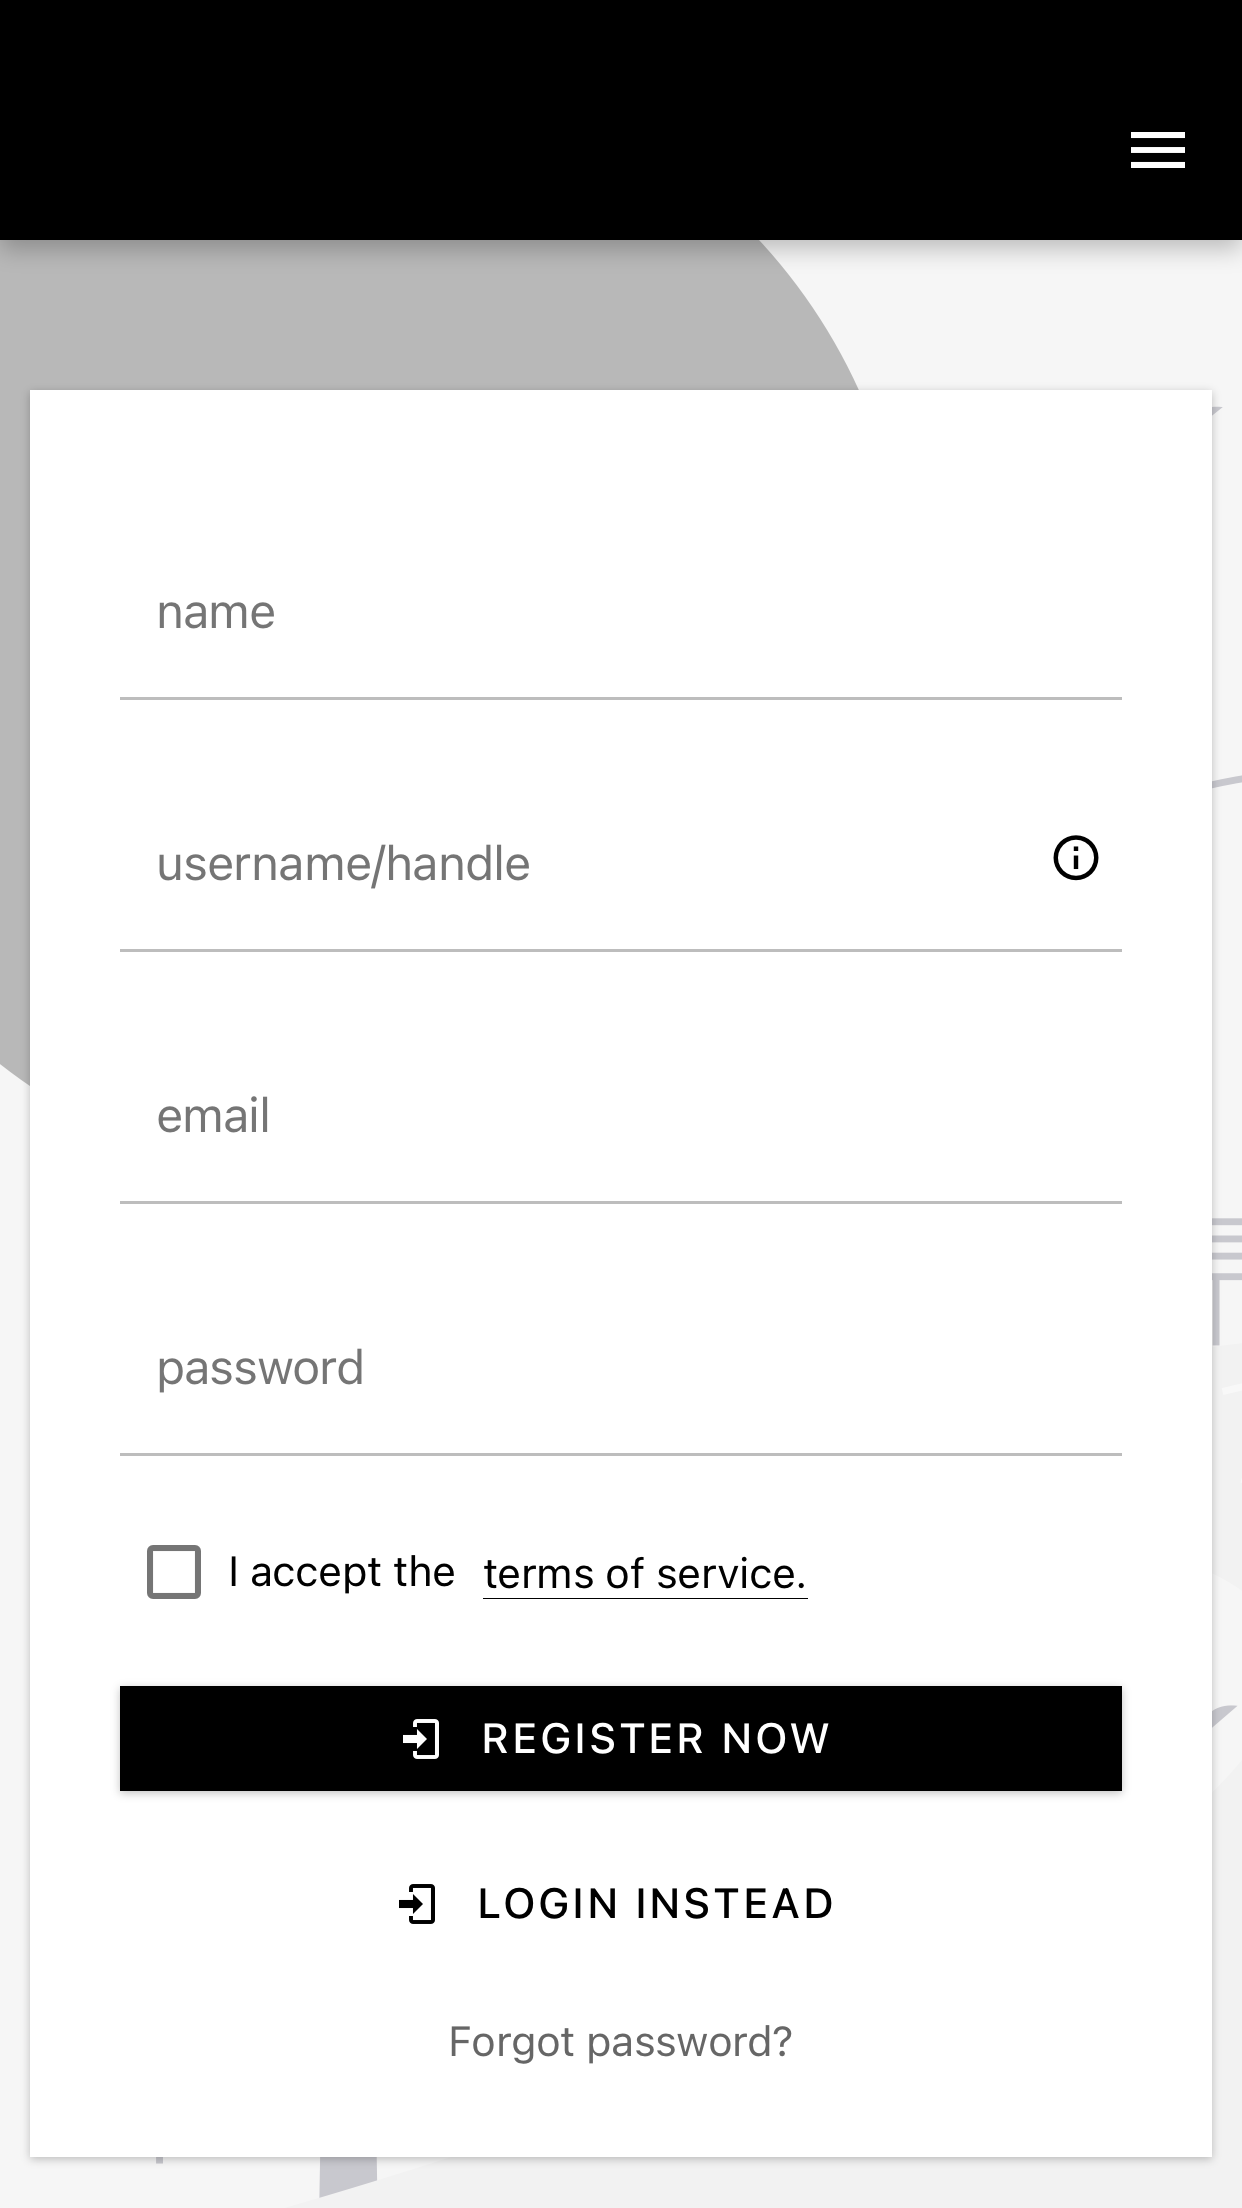 name
username/handle
email
password
I accept the terms of service.
REGISTER NOW
LOGIN INSTEAD
Forgot password?